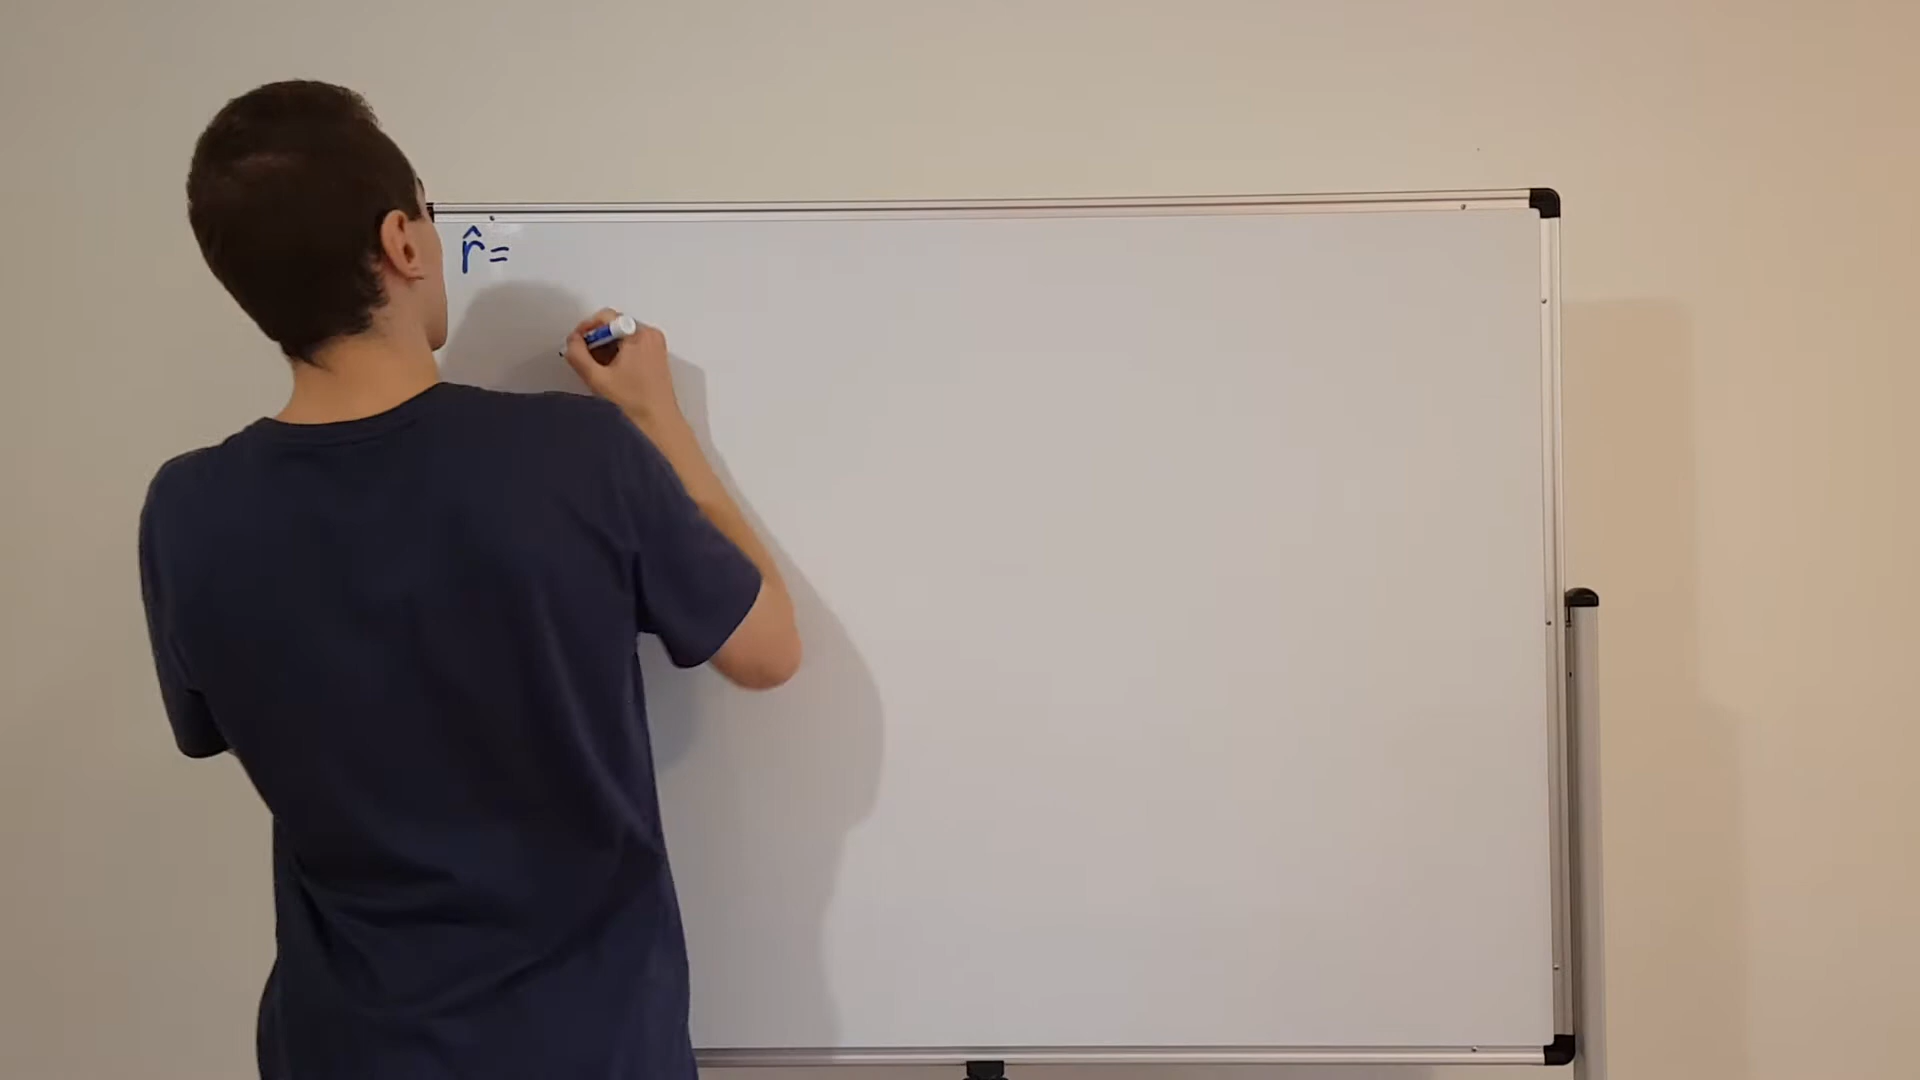 r̂ =